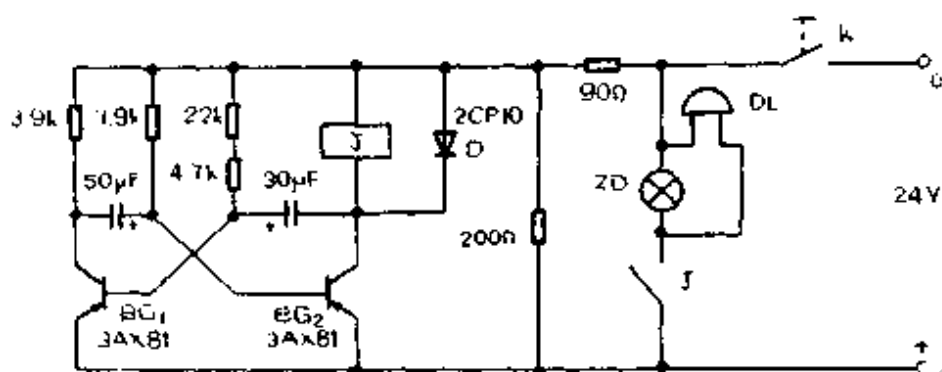 k
90Ω
DL
3.9k
22k
2CP10
J
D
50μF
4.7k
30μF
ZD
24V
200Ω
J
BG₁
3AX81
BG₂
3AX81
+
+
+